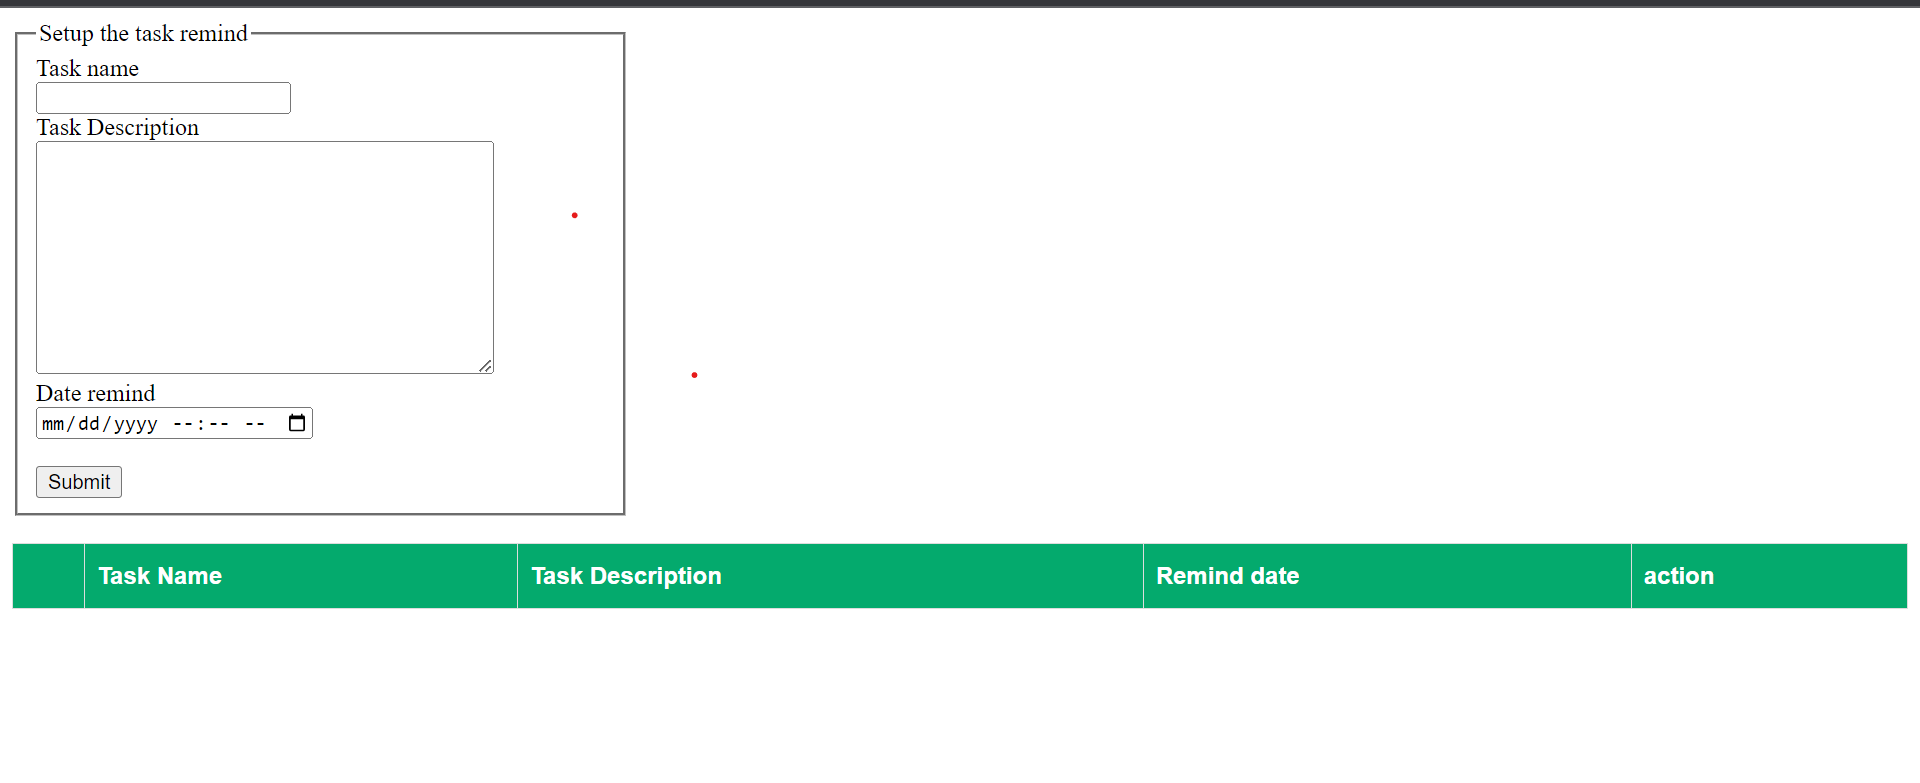 Setup the task remind
Task name
Task Description
Date remind
mm/dd/yyyy --:-- --
Submit
Task Name Task Description Remind date action